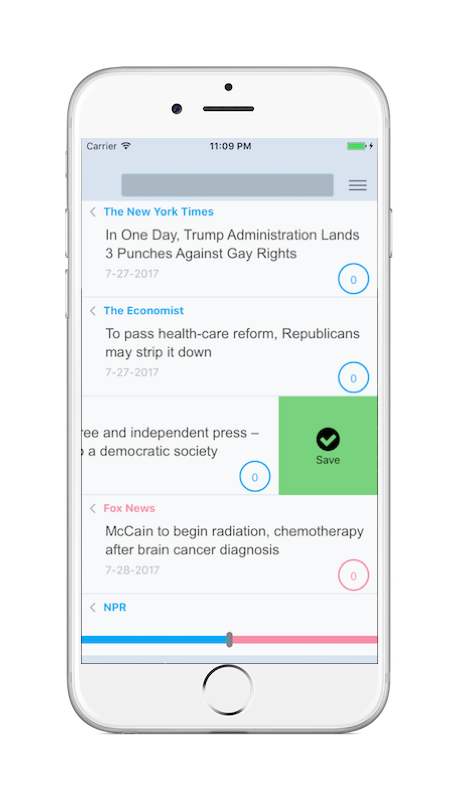 Carrier 11:09 PM
The New York Times
In One Day, Trump Administration Lands
3 Punches Against Gay Rights
7-27-2017
0
The Economist
To pass health-care reform, Republicans
may strip it down
7-27-2017
0
ree and independent press –
a democratic society
0
Save
Fox News
McCain to begin radiation, chemotherapy
after brain cancer diagnosis
7-28-2017
0
NPR